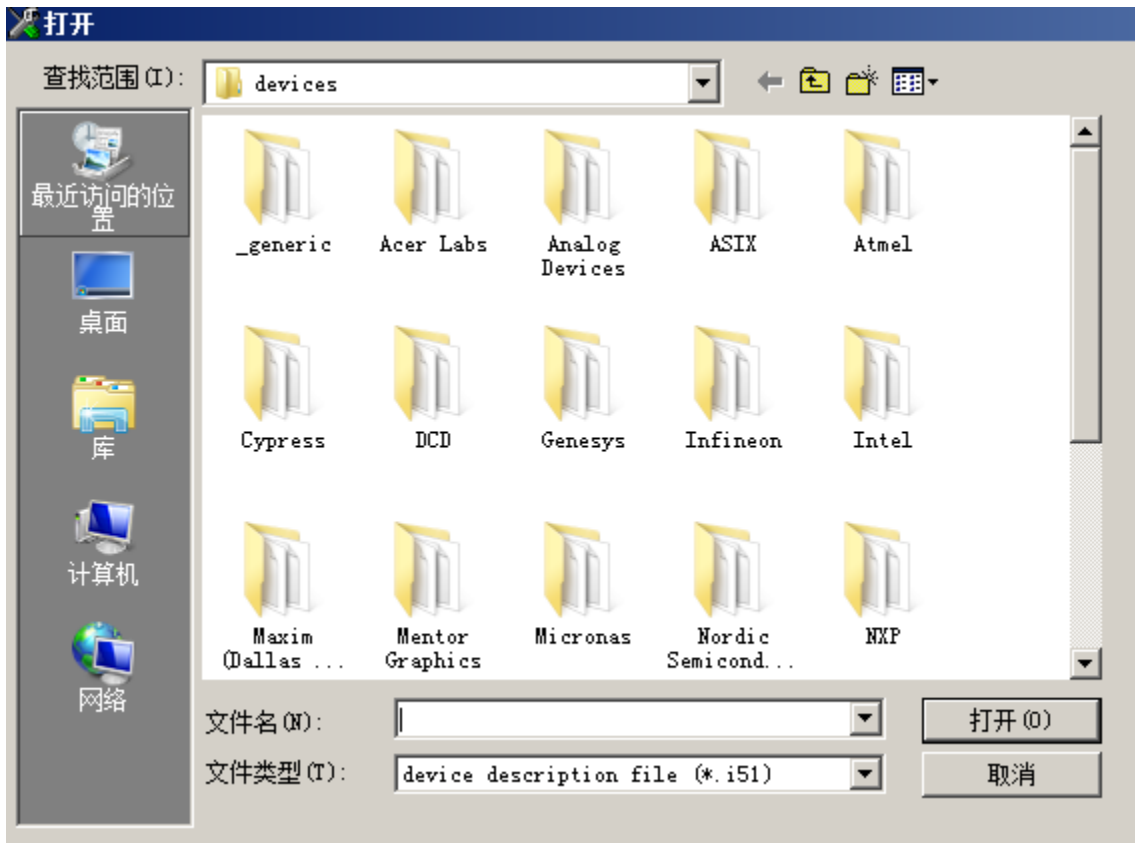 打开
查找范围(I):
devices
最近访问的位
置
桌面
库
计算机
网络
_generic
Acer Labs
Analog
Devices
ASIX
Atmel
Cypress
DCD
Genesys
Infineon
Intel
Maxim
(Dallas ...
Mentor
Graphics
Micronas
Nordic
Semicond...
NXP
文件名(N):
打开(O)
文件类型(T):
device description file (*.i51)
取消